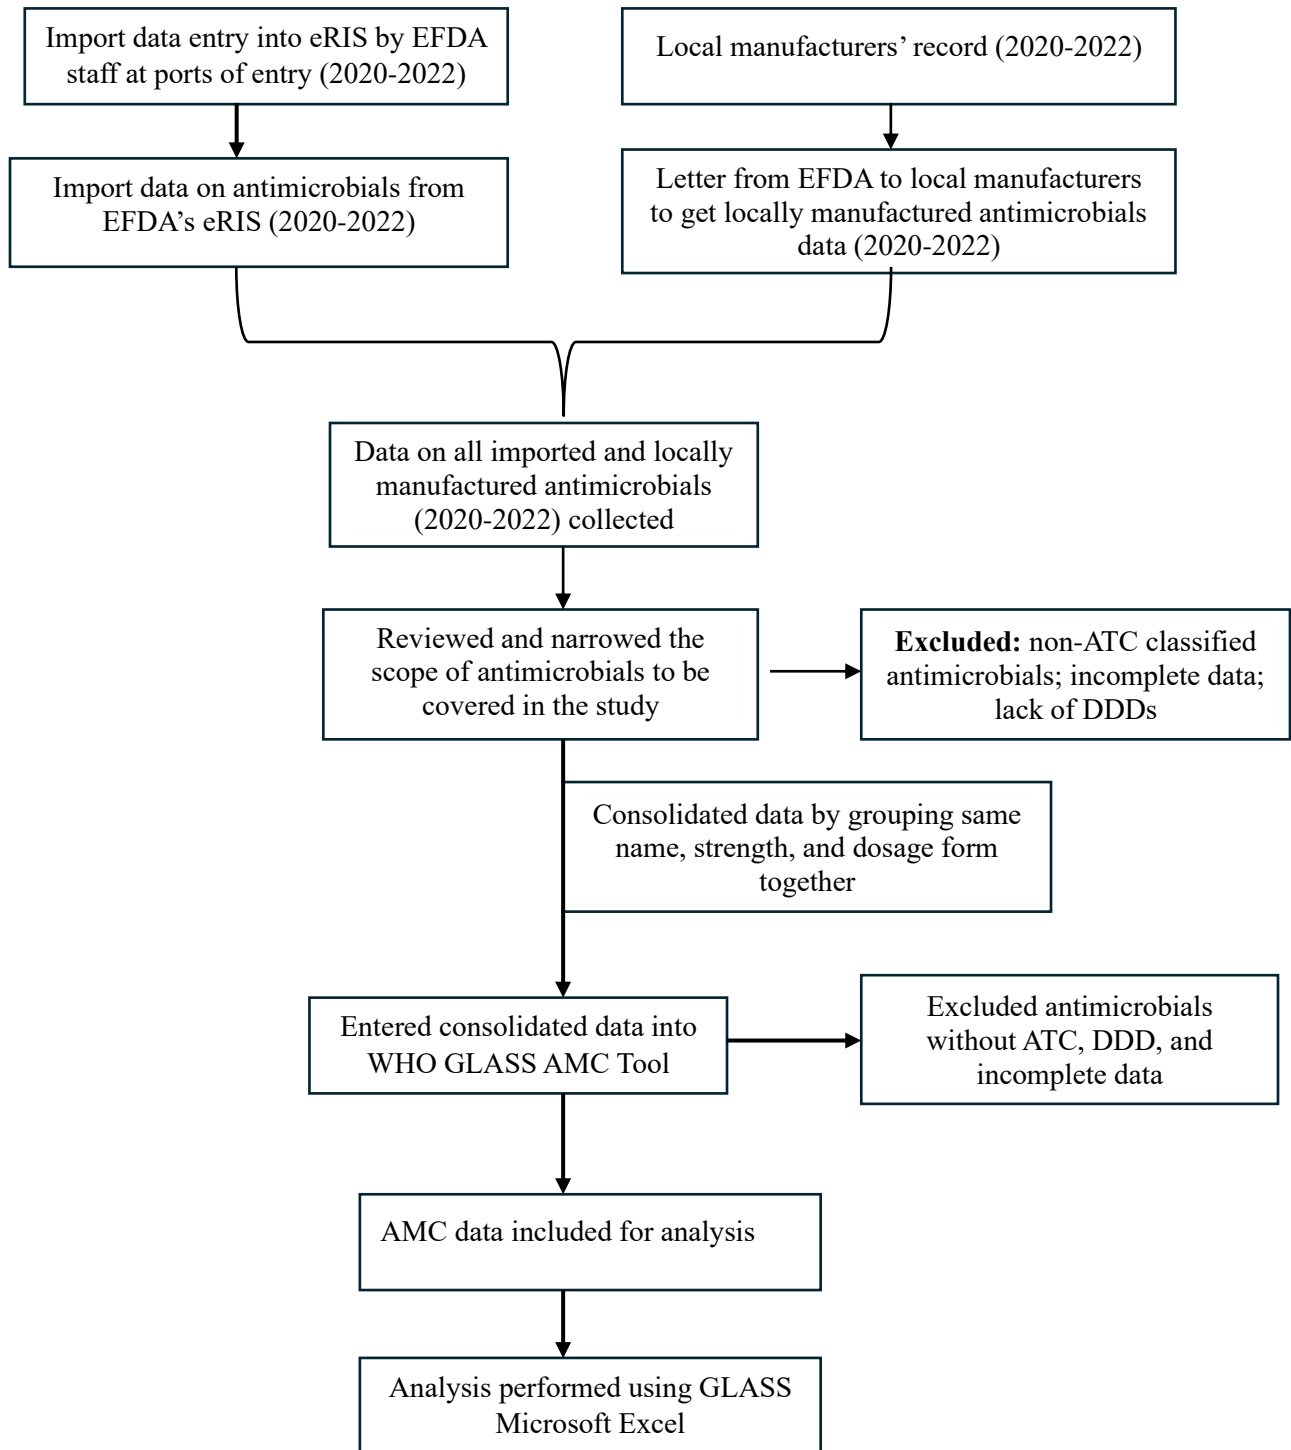 Import data entry into eRIS by EFDA
staff at ports of entry (2020-2022)
Local manufacturers’ record (2020-2022)
Import data on antimicrobials from
EFDA’s eRIS (2020-2022)
Letter from EFDA to local manufacturers
to get locally manufactured antimicrobials
data (2020-2022)
Data on all imported and locally
manufactured antimicrobials
(2020-2022) collected
Reviewed and narrowed the
scope of antimicrobials to be
covered in the study
Excluded: non-ATC classified
antimicrobials; incomplete data;
lack of DDDs
Consolidated data by grouping same
name, strength, and dosage form
together
Entered consolidated data into
WHO GLASS AMC Tool
Excluded antimicrobials
without ATC, DDD, and
incomplete data
AMC data included for analysis
Analysis performed using GLASS
Microsoft Excel